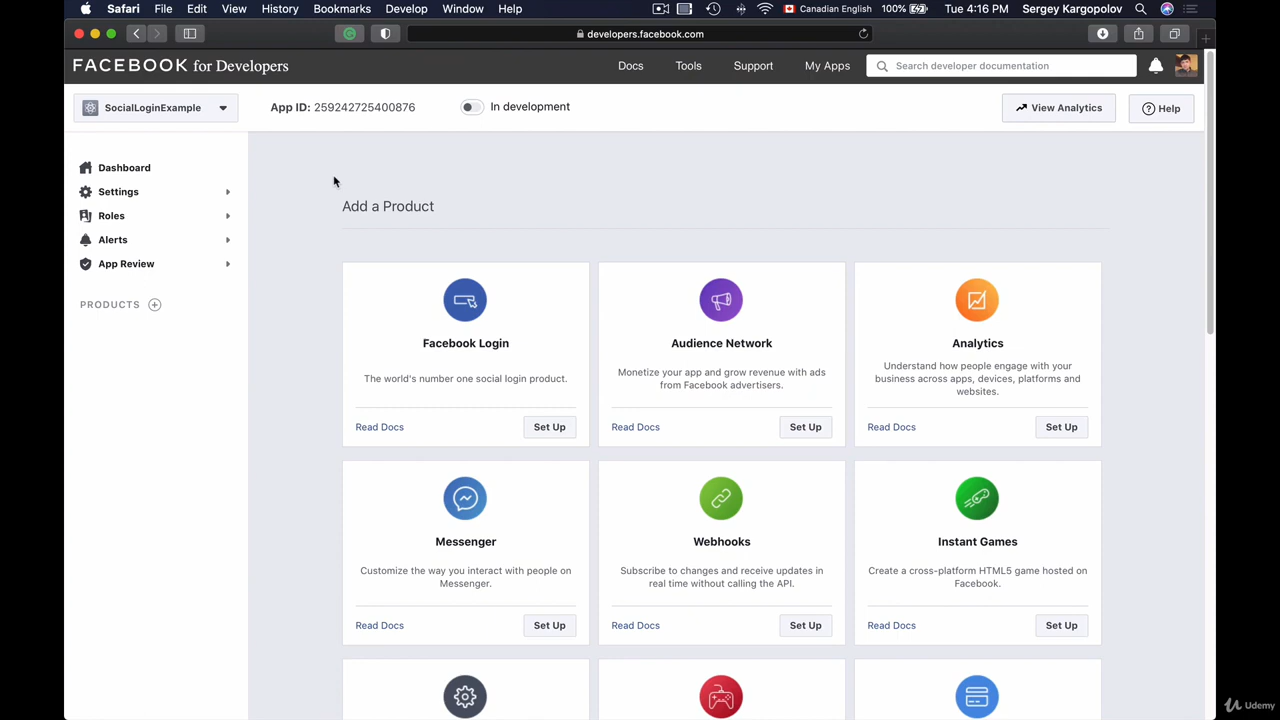 Safari File Edit View History Bookmarks Develop Window Help Canadian English 100% Tue 4:16 PM Sergey Kargopolov
developers.facebook.com
FACEBOOK for Developers Docs Tools Support My Apps Search developer documentation
SocialLoginExample App ID: 259242725400876 In development View Analytics Help
Dashboard
Settings
Roles
Alerts
App Review
PRODUCTS
Add a Product
Facebook Login
The world's number one social login product.
Read Docs Set Up
Audience Network
Monetize your app and grow revenue with ads
from Facebook advertisers.
Read Docs Set Up
Analytics
Understand how people engage with your
business across apps, devices, platforms and
websites.
Read Docs Set Up
Messenger
Customize the way you interact with people on
Messenger.
Read Docs Set Up
Webhooks
Subscribe to changes and receive updates in
real time without calling the API.
Read Docs Set Up
Instant Games
Create a cross-platform HTML5 game hosted on
Facebook.
Read Docs Set Up
Udemy